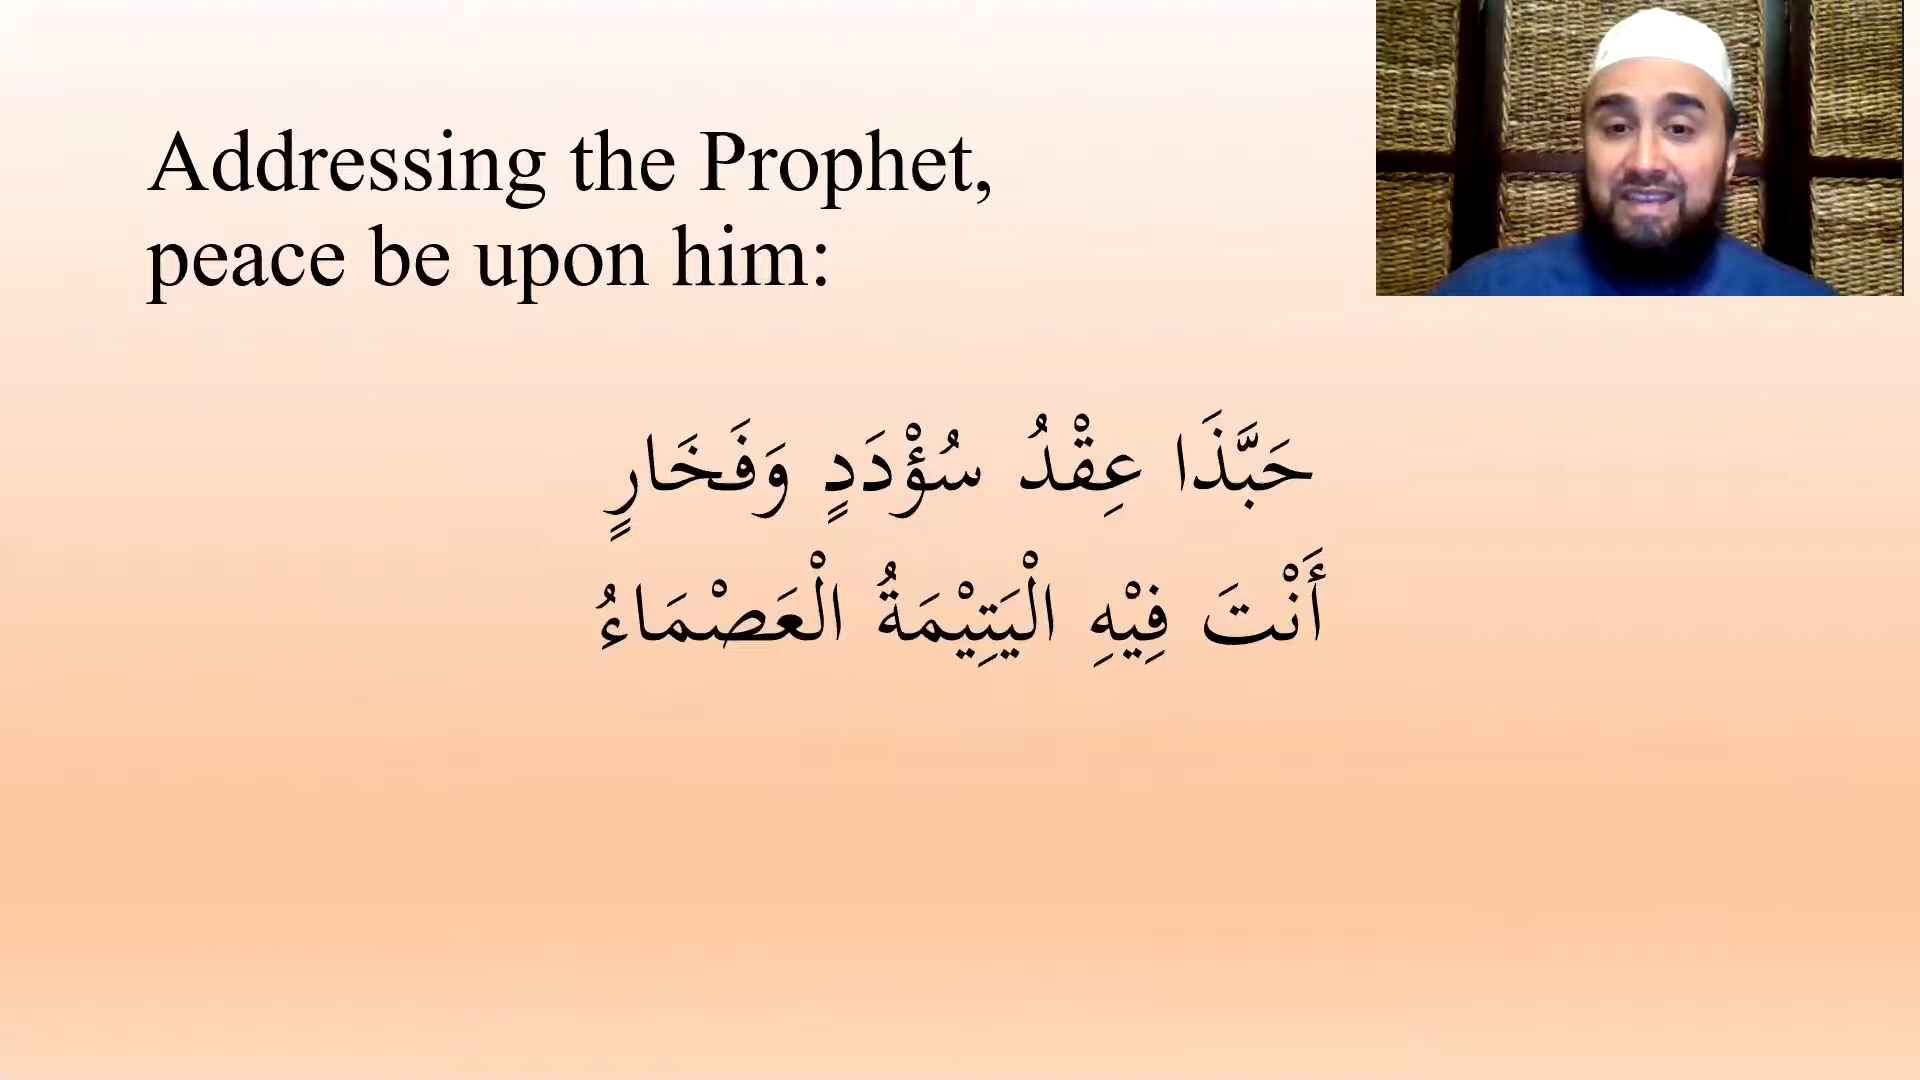 Addressing the Prophet,
peace be upon him:
حَبَّذَا عِقْدُ سُؤْدَدٍ وَفَخَارٍ
أَنْتَ فِيْهِ الْيَتِيْمَةُ الْعَصْمَاءُ